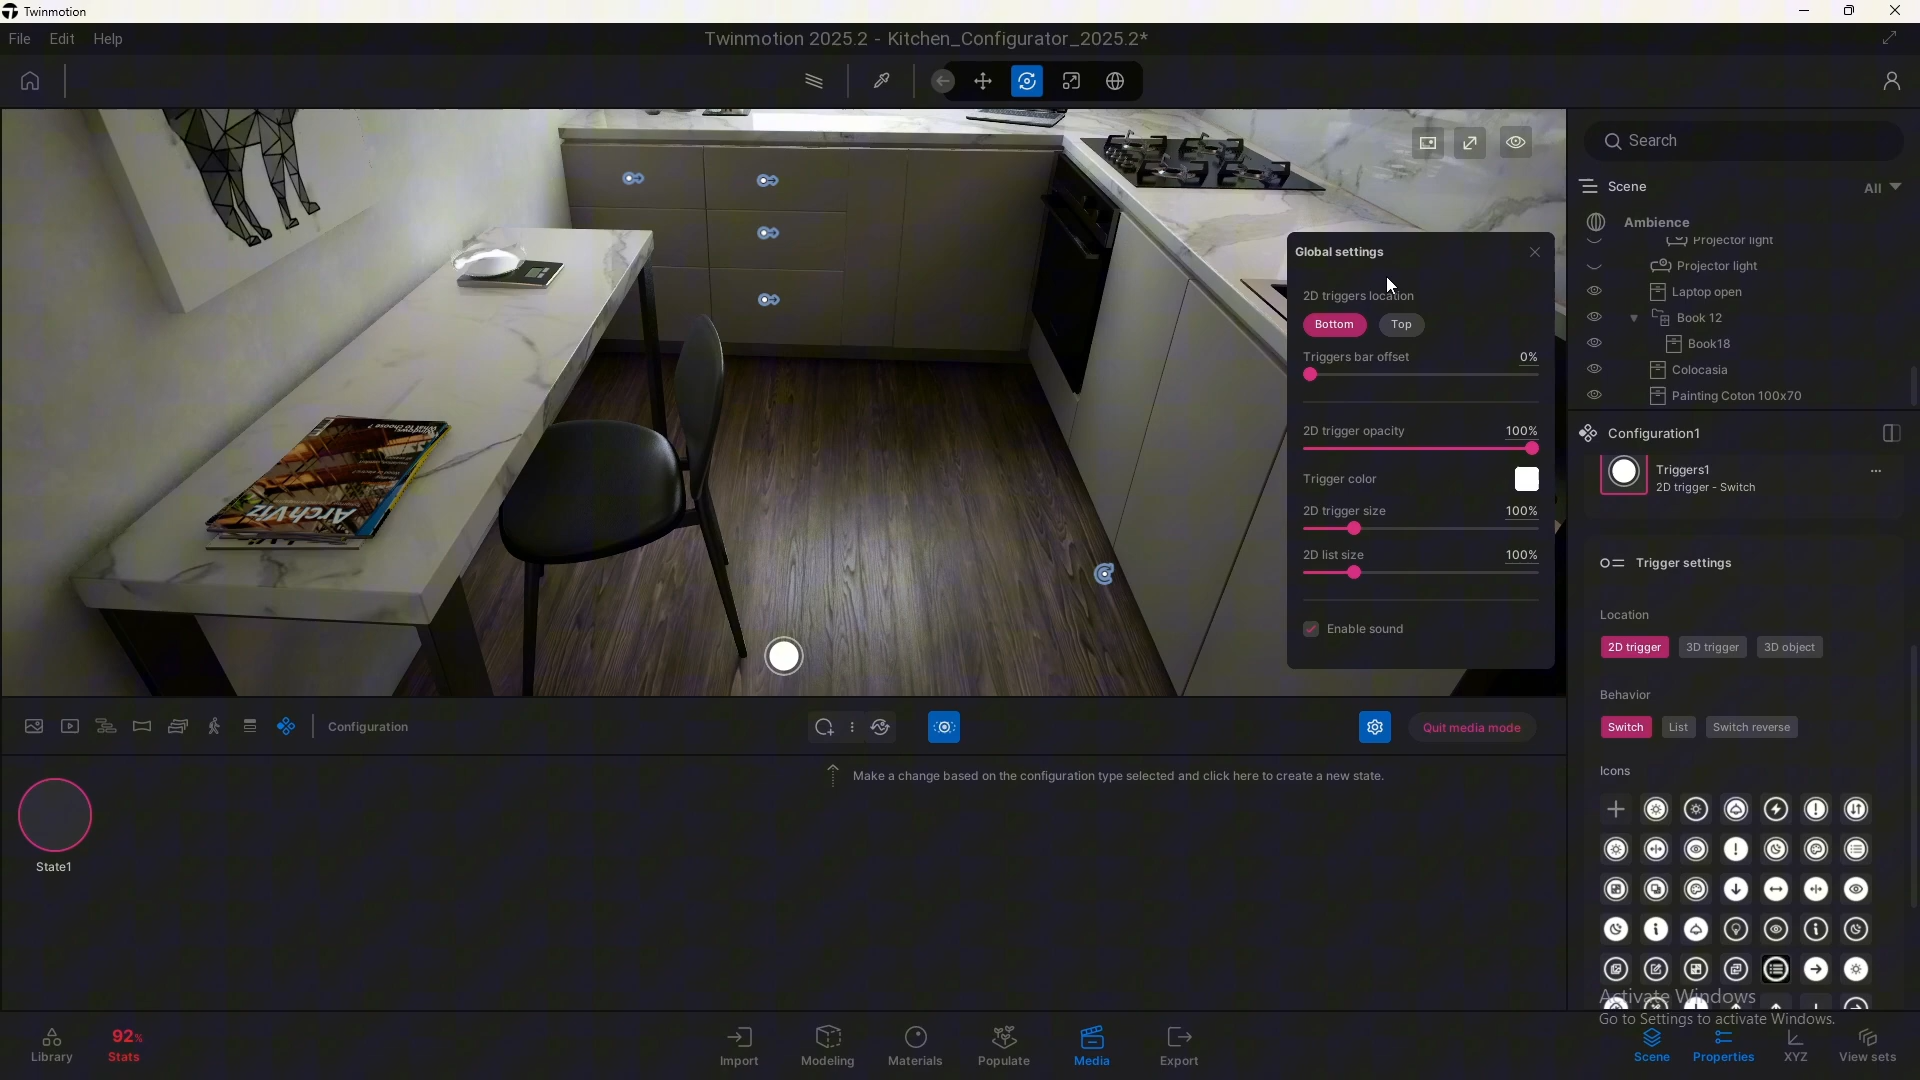 Twinmotion
File Edit Help
Twinmotion 2025.2 - Kitchen_Configurator_2025.2*
Search
Scene
All
Ambience
Projector light
Projector light
Laptop open
Book 12
Book18
Colocasia
Painting Coton 100x70
Global settings
2D triggers location
Bottom Top
Triggers bar offset 0%
2D trigger opacity 100%
Trigger color
2D trigger size 100%
2D list size 100%
Enable sound
ArchViz
Configuration1
Triggers1
2D trigger - Switch
Trigger settings
Location
2D trigger 3D trigger 3D object
Behavior
Switch List Switch reverse
Icons
Configuration
Quit media mode
Make a change based on the configuration type selected and click here to create a new state.
State1
Activate Windows
Go to Settings to activate Windows.
Library
92%
Stats
Import
Modeling
Materials
Populate
Media
Export
Scene
Properties
XYZ
View sets